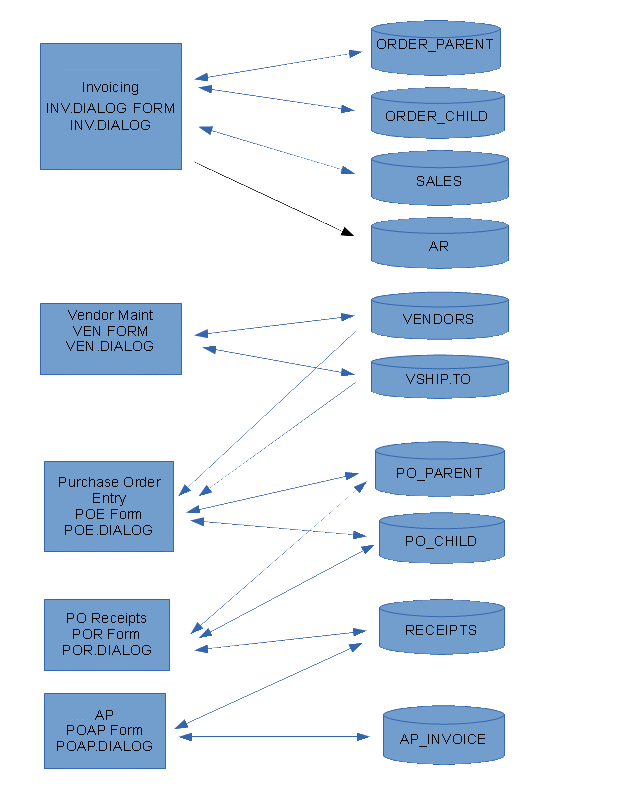 Invoicing
INV.DIALOG FORM
INV.DIALOG
ORDER_PARENT
ORDER_CHILD
SALES
AR
Vendor Maint
VEN FORM
VEN.DIALOG
VENDORS
VSHIP.TO
Purchase Order
Entry
POE Form
POE.DIALOG
PO_PARENT
PO_CHILD
PO Receipts
POR Form
POR.DIALOG
RECEIPTS
AP
POAP Form
POAP.DIALOG
AP_INVOICE